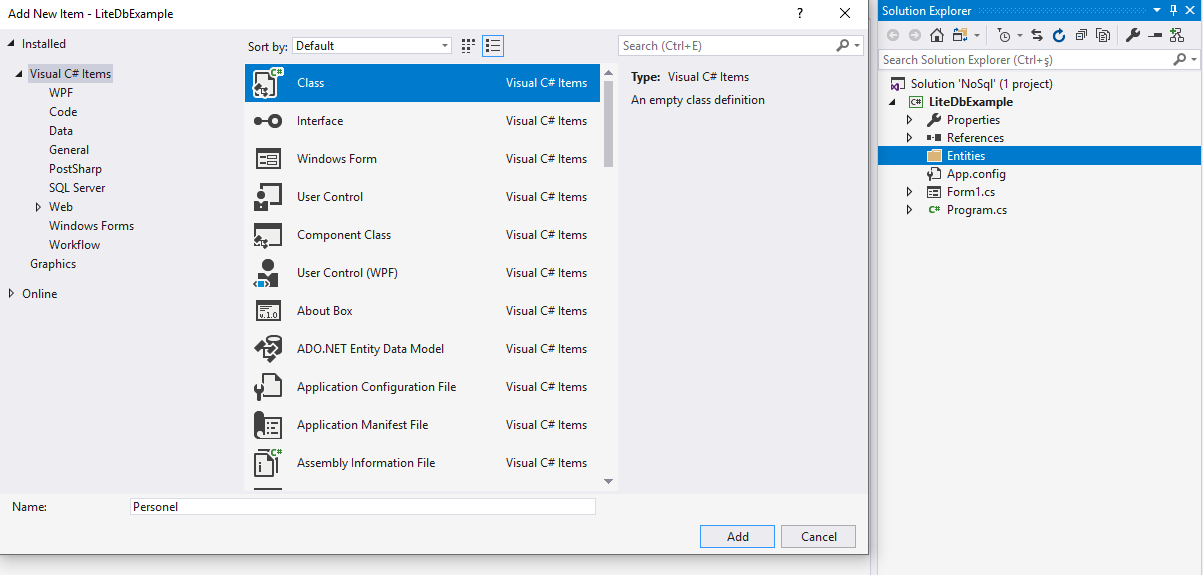 Add New Item - LiteDbExample
?
Installed
Visual C# Items
WPF
Code
Data
General
PostSharp
SQL Server
Web
Windows Forms
Workflow
Graphics
Online
Sort by: Default
Search (Ctrl+E)
Class Visual C# Items
Interface Visual C# Items
Windows Form Visual C# Items
User Control Visual C# Items
Component Class Visual C# Items
User Control (WPF) Visual C# Items
About Box Visual C# Items
ADO.NET Entity Data Model Visual C# Items
Application Configuration File Visual C# Items
Application Manifest File Visual C# Items
Assembly Information File Visual C# Items
Type: Visual C# Items
An empty class definition
Name: Personel
Add Cancel
Solution Explorer
Search Solution Explorer (Ctrl+ş)
Solution 'NoSql' (1 project)
C# LiteDbExample
Properties
References
Entities
App.config
Form1.cs
C# Program.cs